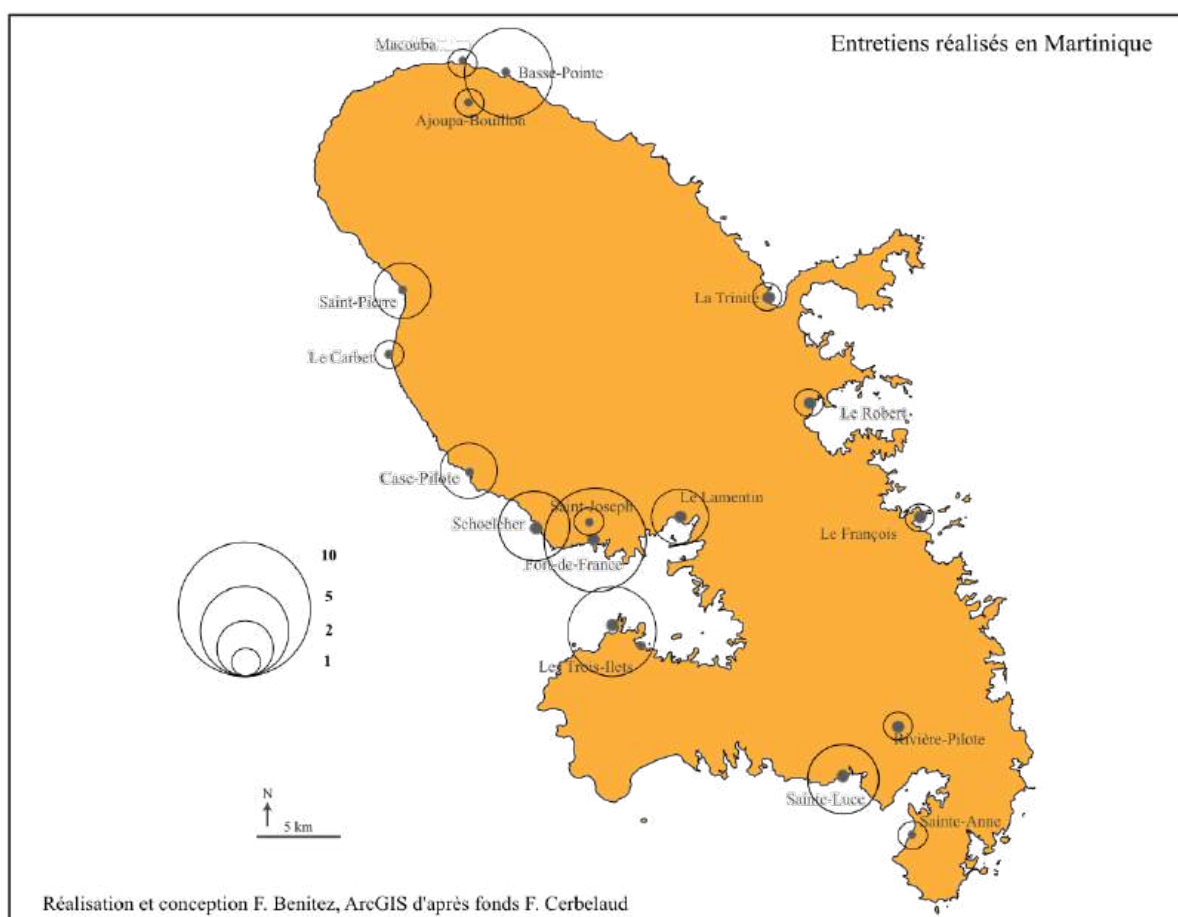 Entretiens réalisés en Martinique
Macouba
Basse-Pointe
Ajoupa-Bouillon
Saint-Pierre
La Trinité
Le Carbet
Le Robert
Case-Pilote
Saint-Joseph
Le Lamentin
Schoelcher
Le François
Fort-de-France
10
5
2
1
Les Trois-Ilets
Rivière-Pilote
Sainte-Luce
Sainte-Anne
N
5 km
Réalisation et conception F. Benitez, ArcGIS d'après fonds F. Cerbelaud